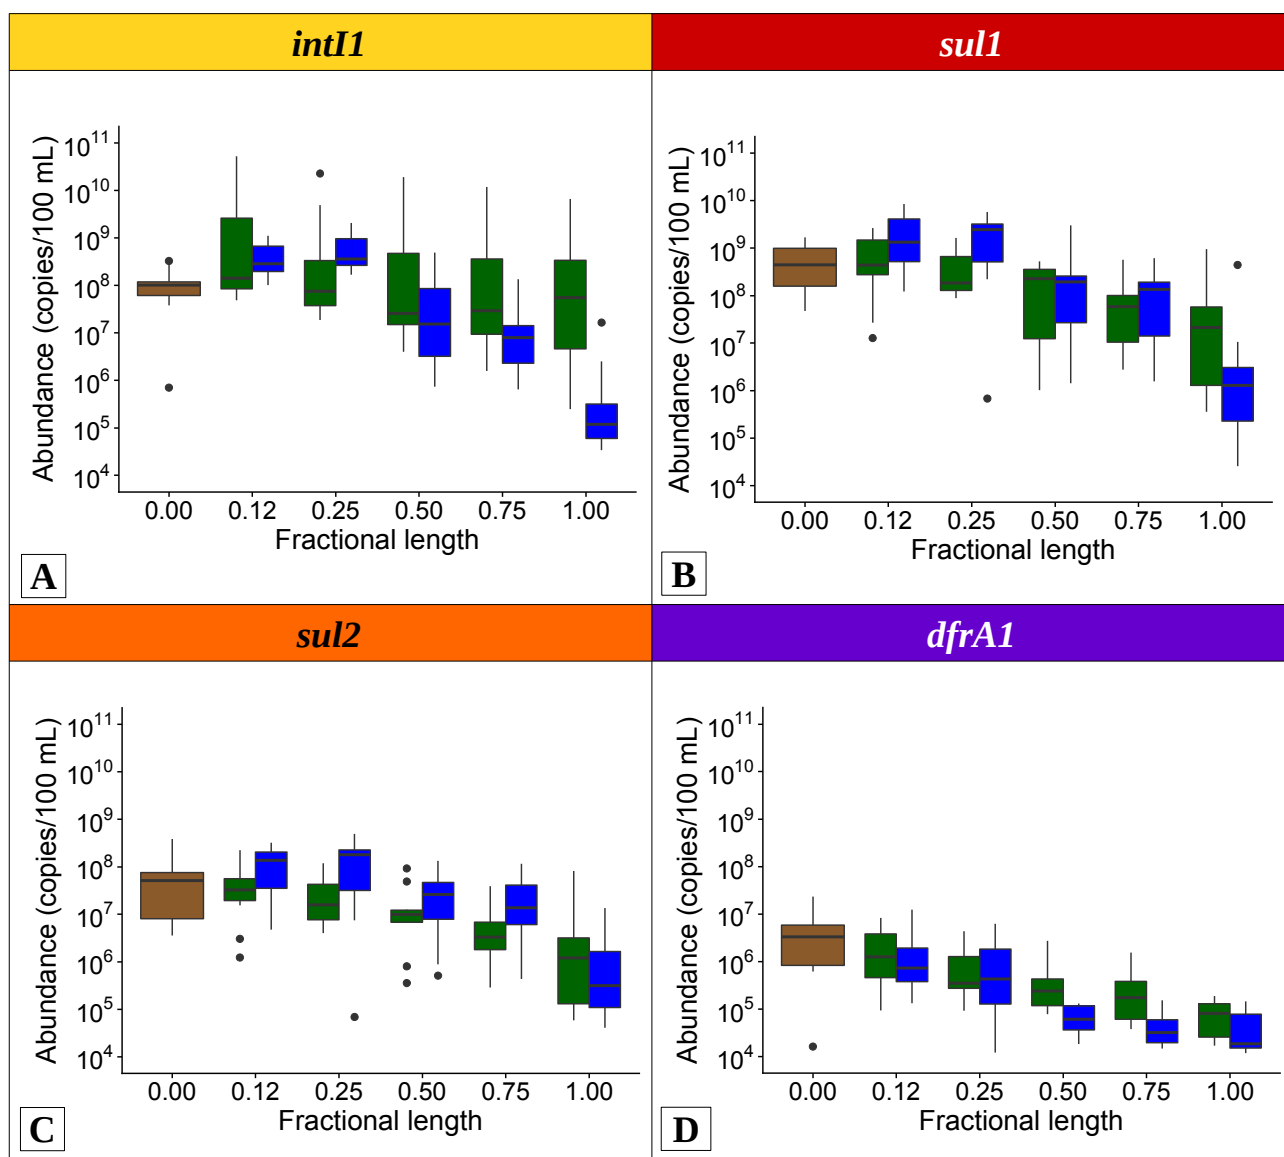 intI1
sul1
Abundance (copies/100 mL)
10^11
10^10
10^9
10^8
10^7
10^6
10^5
10^4
0.00 0.12 0.25 0.50 0.75 1.00
Fractional length
A
Abundance (copies/100 mL)
10^11
10^10
10^9
10^8
10^7
10^6
10^5
10^4
0.00 0.12 0.25 0.50 0.75 1.00
Fractional length
B
sul2
dfrA1
Abundance (copies/100 mL)
10^11
10^10
10^9
10^8
10^7
10^6
10^5
10^4
0.00 0.12 0.25 0.50 0.75 1.00
Fractional length
C
Abundance (copies/100 mL)
10^11
10^10
10^9
10^8
10^7
10^6
10^5
10^4
0.00 0.12 0.25 0.50 0.75 1.00
Fractional length
D